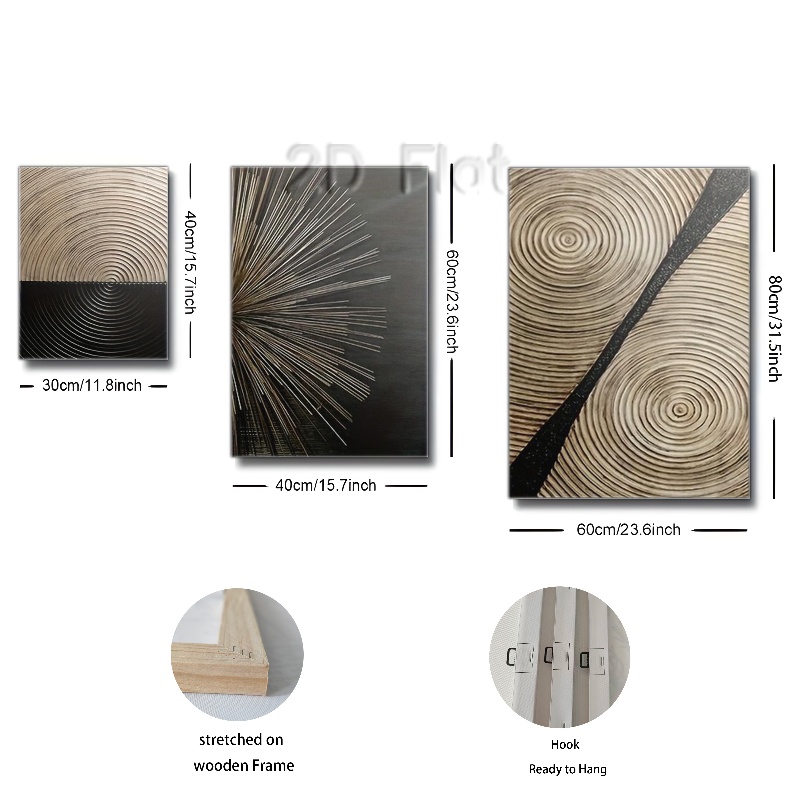 2D Flat
40cm/15.7inch
30cm/11.8inch
60cm/23.6inch
40cm/15.7inch
80cm/31.5inch
60cm/23.6inch
stretched on
wooden Frame
Hook
Ready to Hang